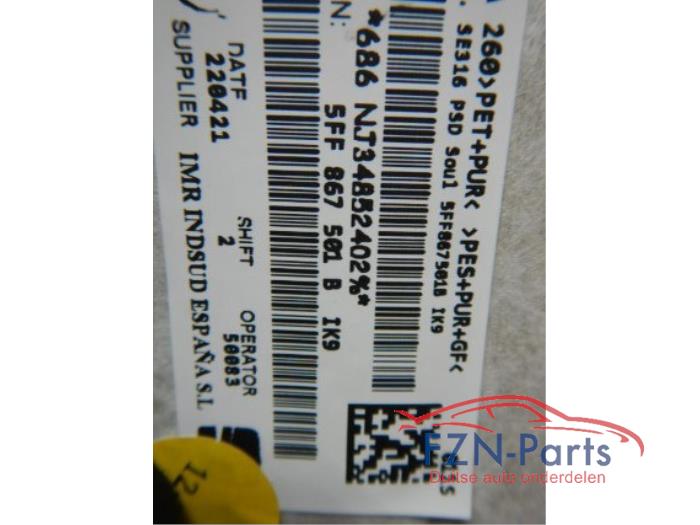 260>PET+PUR< >PES+PUR+GF<
SE316 PSD Soul 5FF867501B IK9
N:
*686 NJ34852402%*
5FF 867 501 B IK9
DATE SHIFT OPERATOR
220421 2 50083
SUPPLIER IMR INDSUD ESPAÑA S.L
12
FZN-Parts
Duitse auto onderdelen